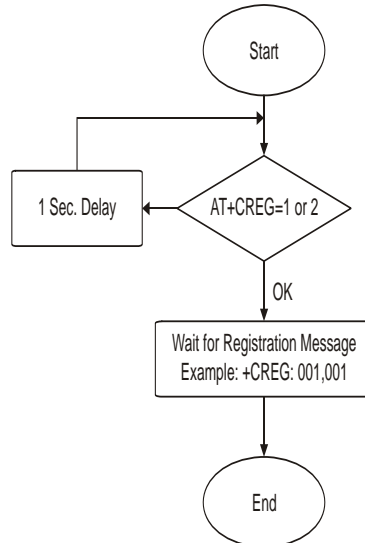 Start
1 Sec. Delay
AT+CREG=1 or 2
OK
Wait for Registration Message
Example: +CREG: 001,001
End